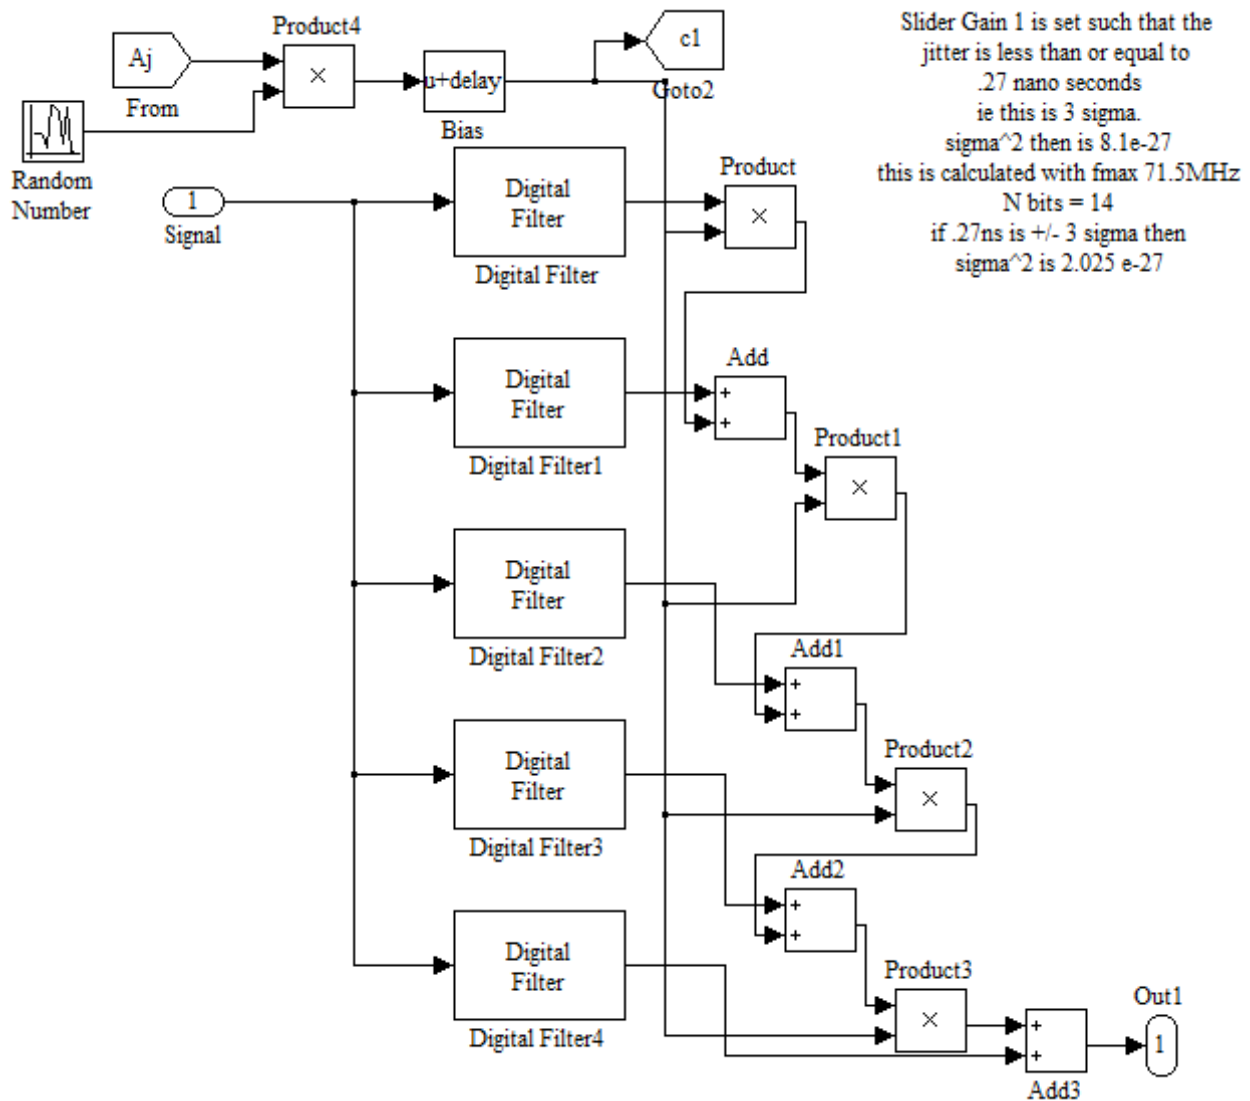 Product4
Aj
From
×
u+delay
Bias
c1
Goto2
Random
Number
1
Signal
Slider Gain 1 is set such that the
jitter is less than or equal to
.27 nano seconds
ie this is 3 sigma.
sigma^2 then is 8.1e-27
this is calculated with fmax 71.5MHz
N bits = 14
if .27ns is +/- 3 sigma then
sigma^2 is 2.025 e-27
Digital
Filter
Digital Filter
Product
×
Digital
Filter
Digital Filter1
Add
+
+
Product1
×
Digital
Filter
Digital Filter2
Add1
+
+
Product2
×
Digital
Filter
Digital Filter3
Add2
+
+
Digital
Filter
Digital Filter4
Product3
×
+
+
Add3
Out1
1